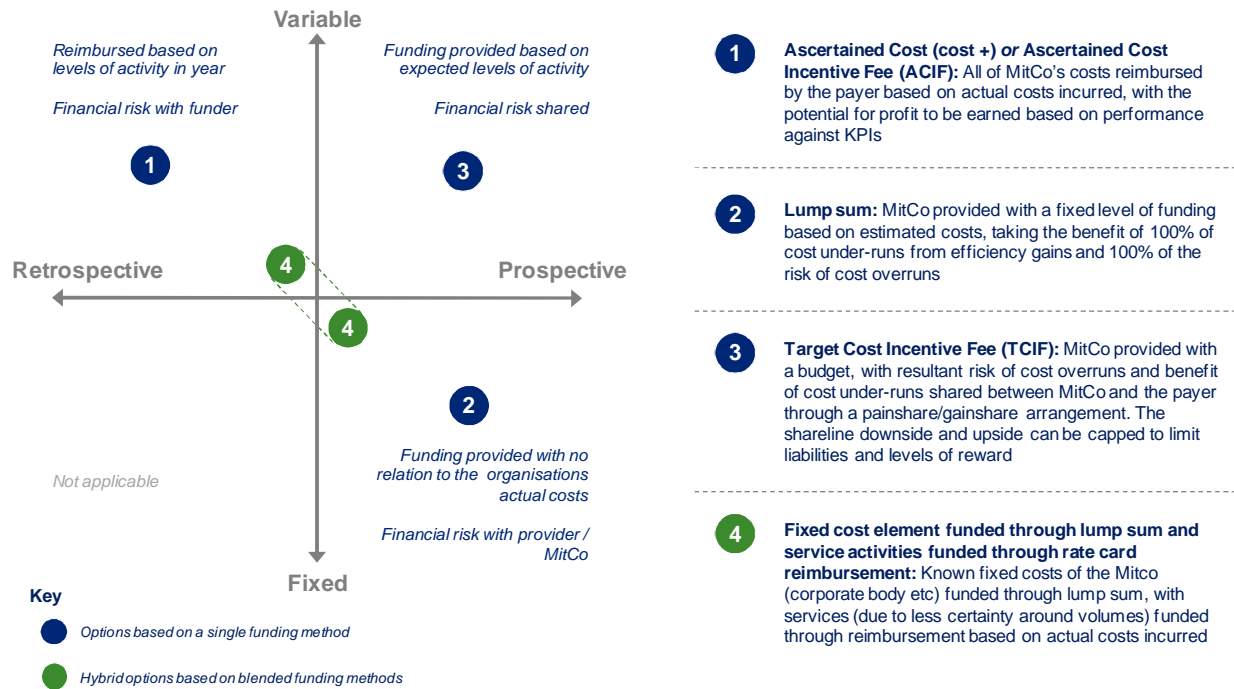 Variable
Reimbursed based on
levels of activity in year
Financial risk with funder
1
Funding provided based on
expected levels of activity
Financial risk shared
3
4
Retrospective
Prospective
4
2
Funding provided with no
relation to the organisations
actual costs
Financial risk with provider /
MitCo
Not applicable
Fixed
Key
Options based on a single funding method
Hybrid options based on blended funding methods
1
Ascertained Cost (cost +) or Ascertained Cost
Incentive Fee (ACIF): All of MitCo's costs reimbursed
by the payer based on actual costs incurred, with the
potential for profit to be earned based on performance
against KPIs
2
Lump sum: MitCo provided with a fixed level of funding
based on estimated costs, taking the benefit of 100% of
cost under-runs from efficiency gains and 100% of the
risk of cost overruns
3
Target Cost Incentive Fee (TCIF): MitCo provided with
a budget, with resultant risk of cost overruns and benefit
of cost under-runs shared between MitCo and the payer
through a painshare/gainshare arrangement. The
shareline downside and upside can be capped to limit
liabilities and levels of reward
4
Fixed cost element funded through lump sum and
service activities funded through rate card
reimbursement: Known fixed costs of the Mitco
(corporate body etc) funded through lump sum, with
services (due to less certainty around volumes) funded
through reimbursement based on actual costs incurred